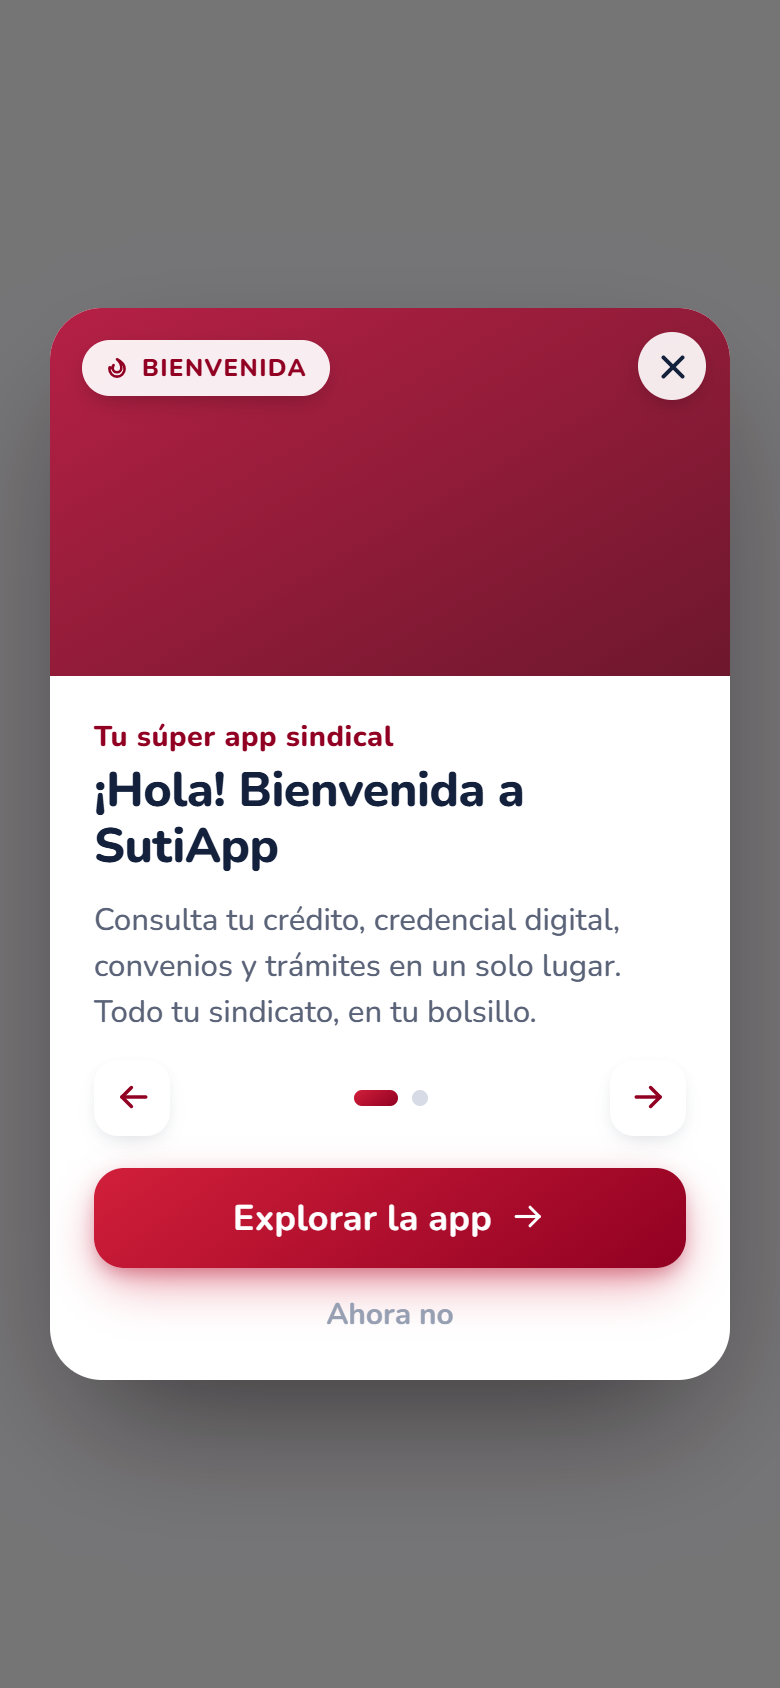 BIENVENIDA
Tu súper app sindical
¡Hola! Bienvenida a
SutiApp
Consulta tu crédito, credencial digital,
convenios y trámites en un solo lugar.
Todo tu sindicato, en tu bolsillo.
Explorar la app
Ahora no